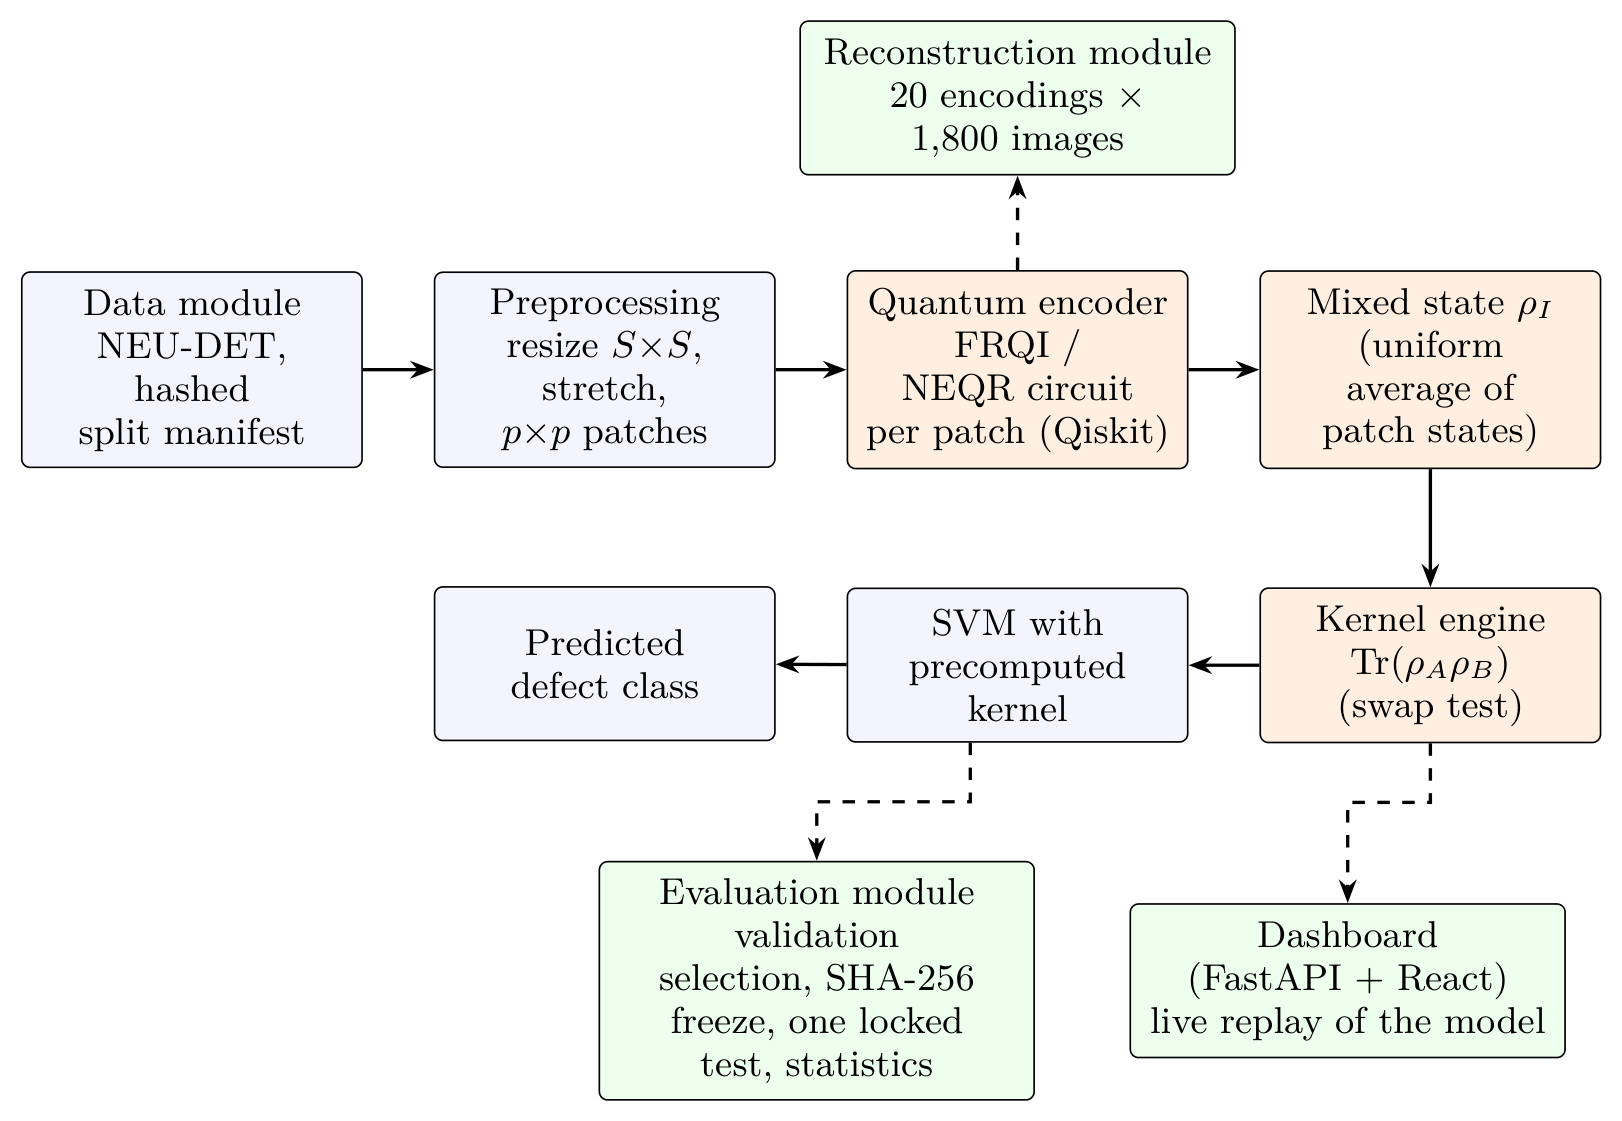 Reconstruction module
20 encodings ×
1,800 images
Data module
NEU-DET,
hashed
split manifest
Preprocessing
resize S×S,
stretch,
p×p patches
Quantum encoder
FRQI /
NEQR circuit
per patch (Qiskit)
Mixed state ρ_I
(uniform
average of
patch states)
Predicted
defect class
SVM with
precomputed
kernel
Kernel engine
Tr(ρ_Aρ_B)
(swap test)
Evaluation module
validation
selection, SHA-256
freeze, one locked
test, statistics
Dashboard
(FastAPI + React)
live replay of the model